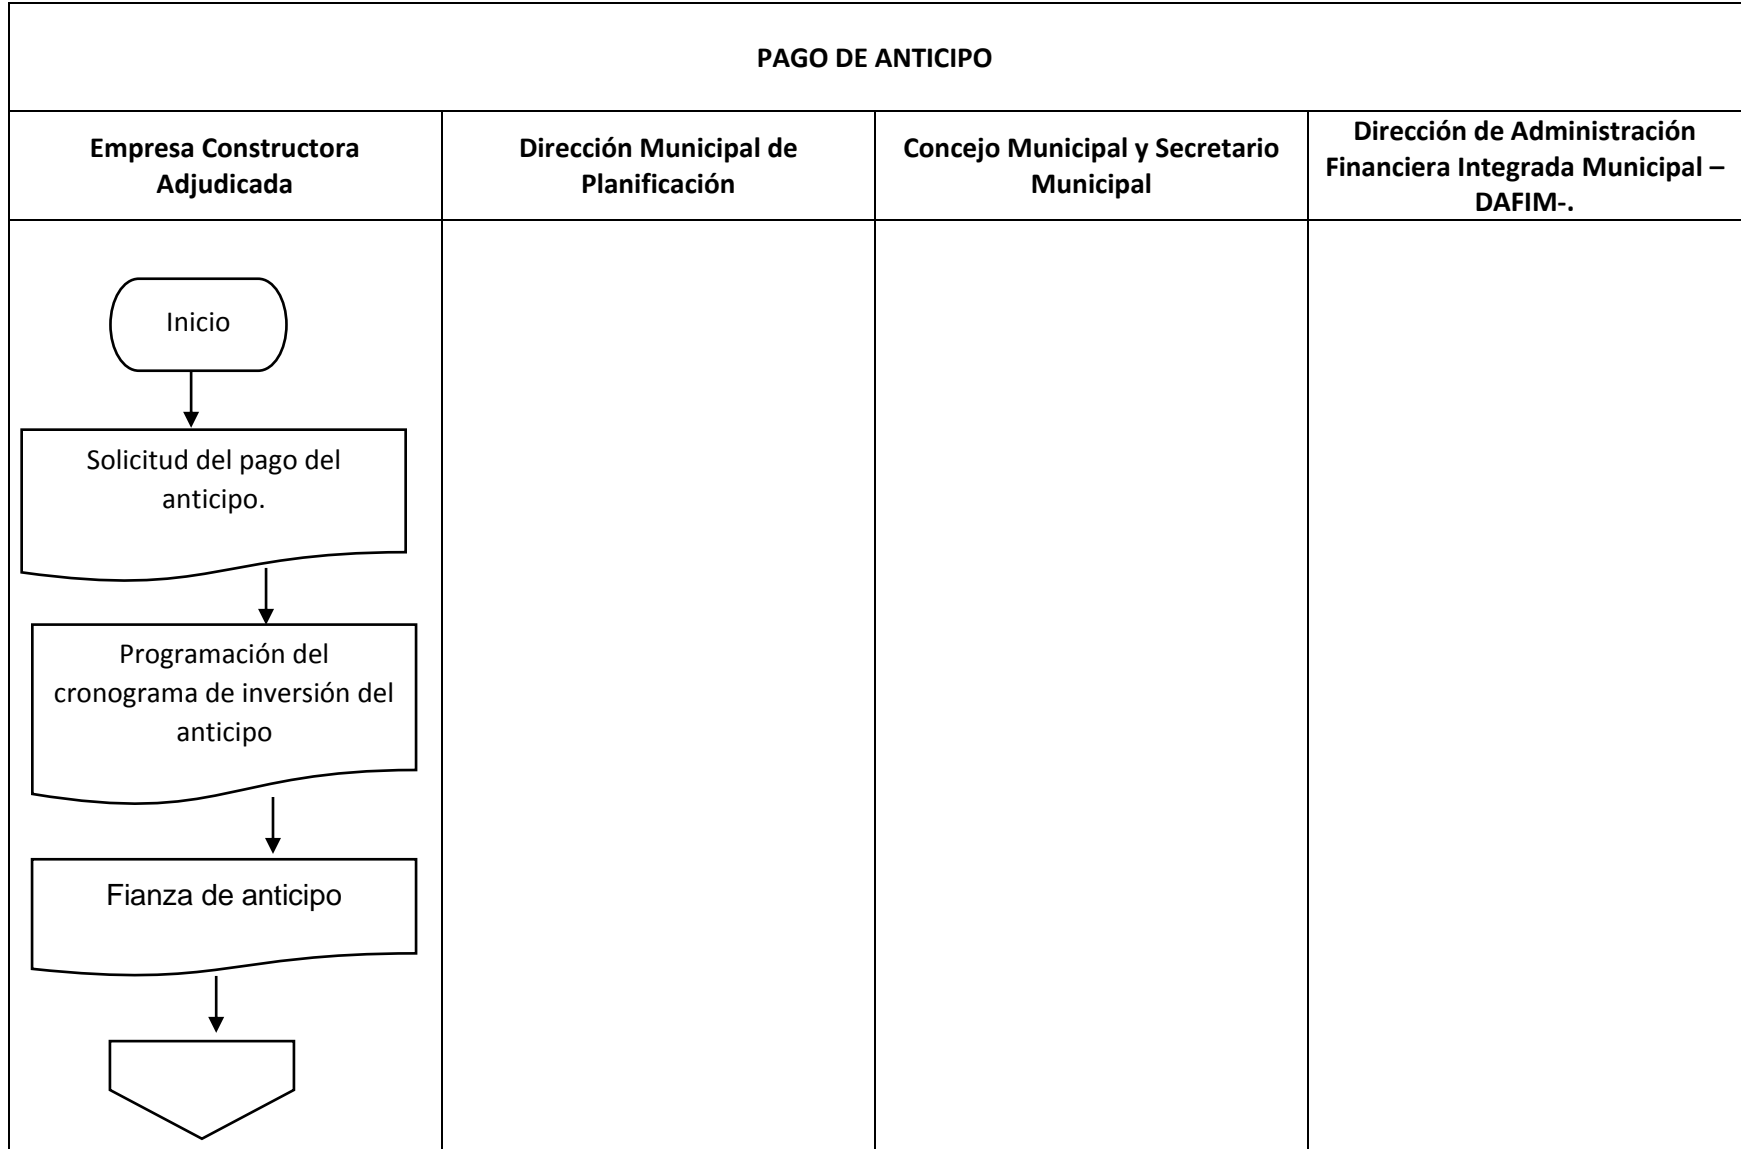 PAGO DE ANTICIPO
Empresa Constructora
Adjudicada
Dirección Municipal de
Planificación
Concejo Municipal y Secretario
Municipal
Dirección de Administración
Financiera Integrada Municipal –
DAFIM-.
Inicio
Solicitud del pago del
anticipo.
Programación del
cronograma de inversión del
anticipo
Fianza de anticipo